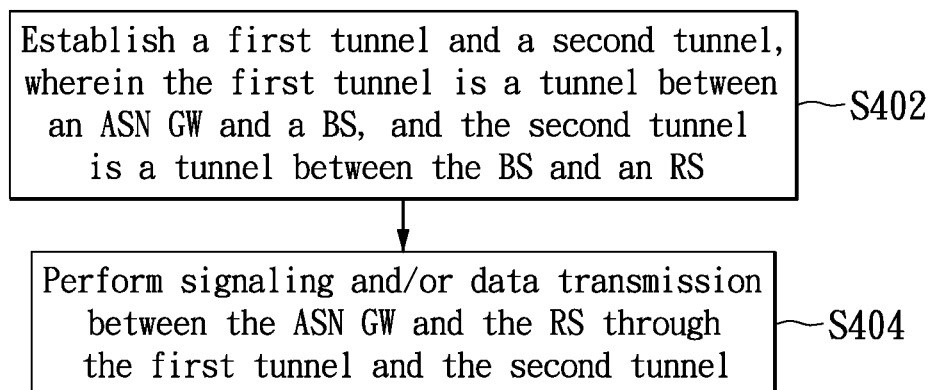 Establish a first tunnel and a second tunnel,
wherein the first tunnel is a tunnel between
an ASN GW and a BS, and the second tunnel
is a tunnel between the BS and an RS
S402
Perform signaling and/or data transmission
between the ASN GW and the RS through
the first tunnel and the second tunnel
S404